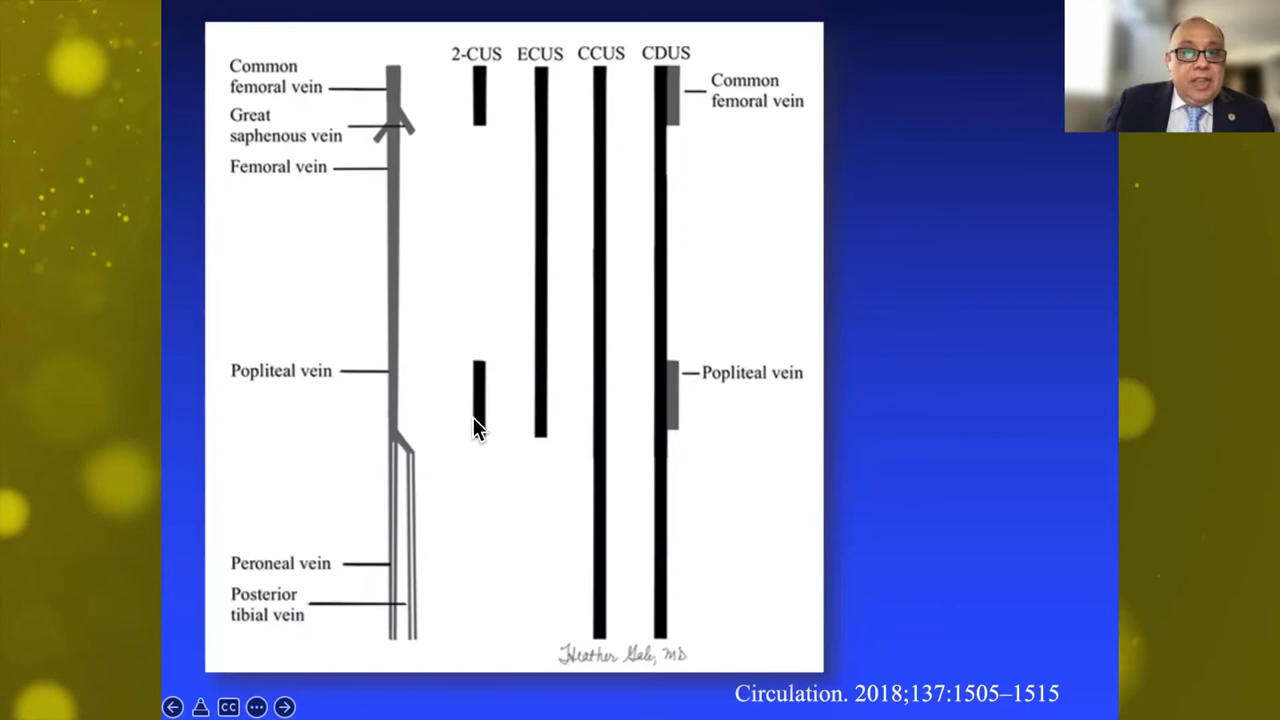 2-CUS ECUS CCUS CDUS
Common
femoral vein
Great
saphenous vein
Femoral vein
Popliteal vein
Peroneal vein
Posterior
tibial vein
Common
femoral vein
Popliteal vein
Heather Gale, MD
Circulation. 2018;137:1505–1515
CC